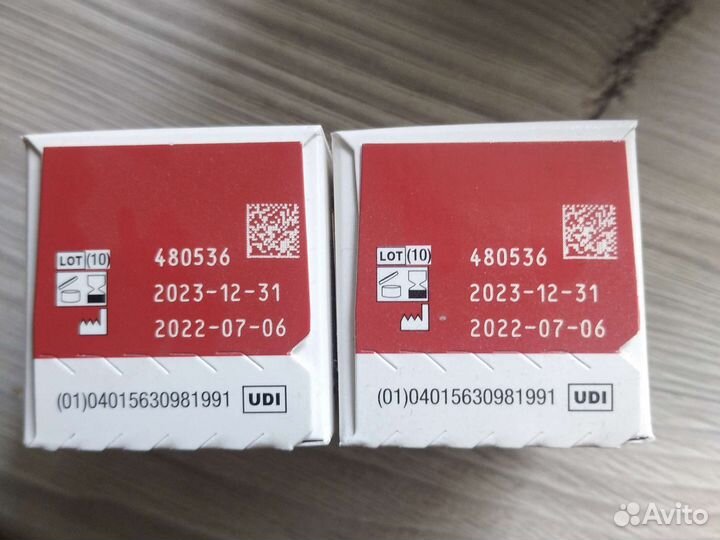 LOT (10) 480536
2023-12-31
2022-07-06
(01)04015630981991 UDI
LOT (10) 480536
2023-12-31
2022-07-06
(01)04015630981991 UDI
Avito